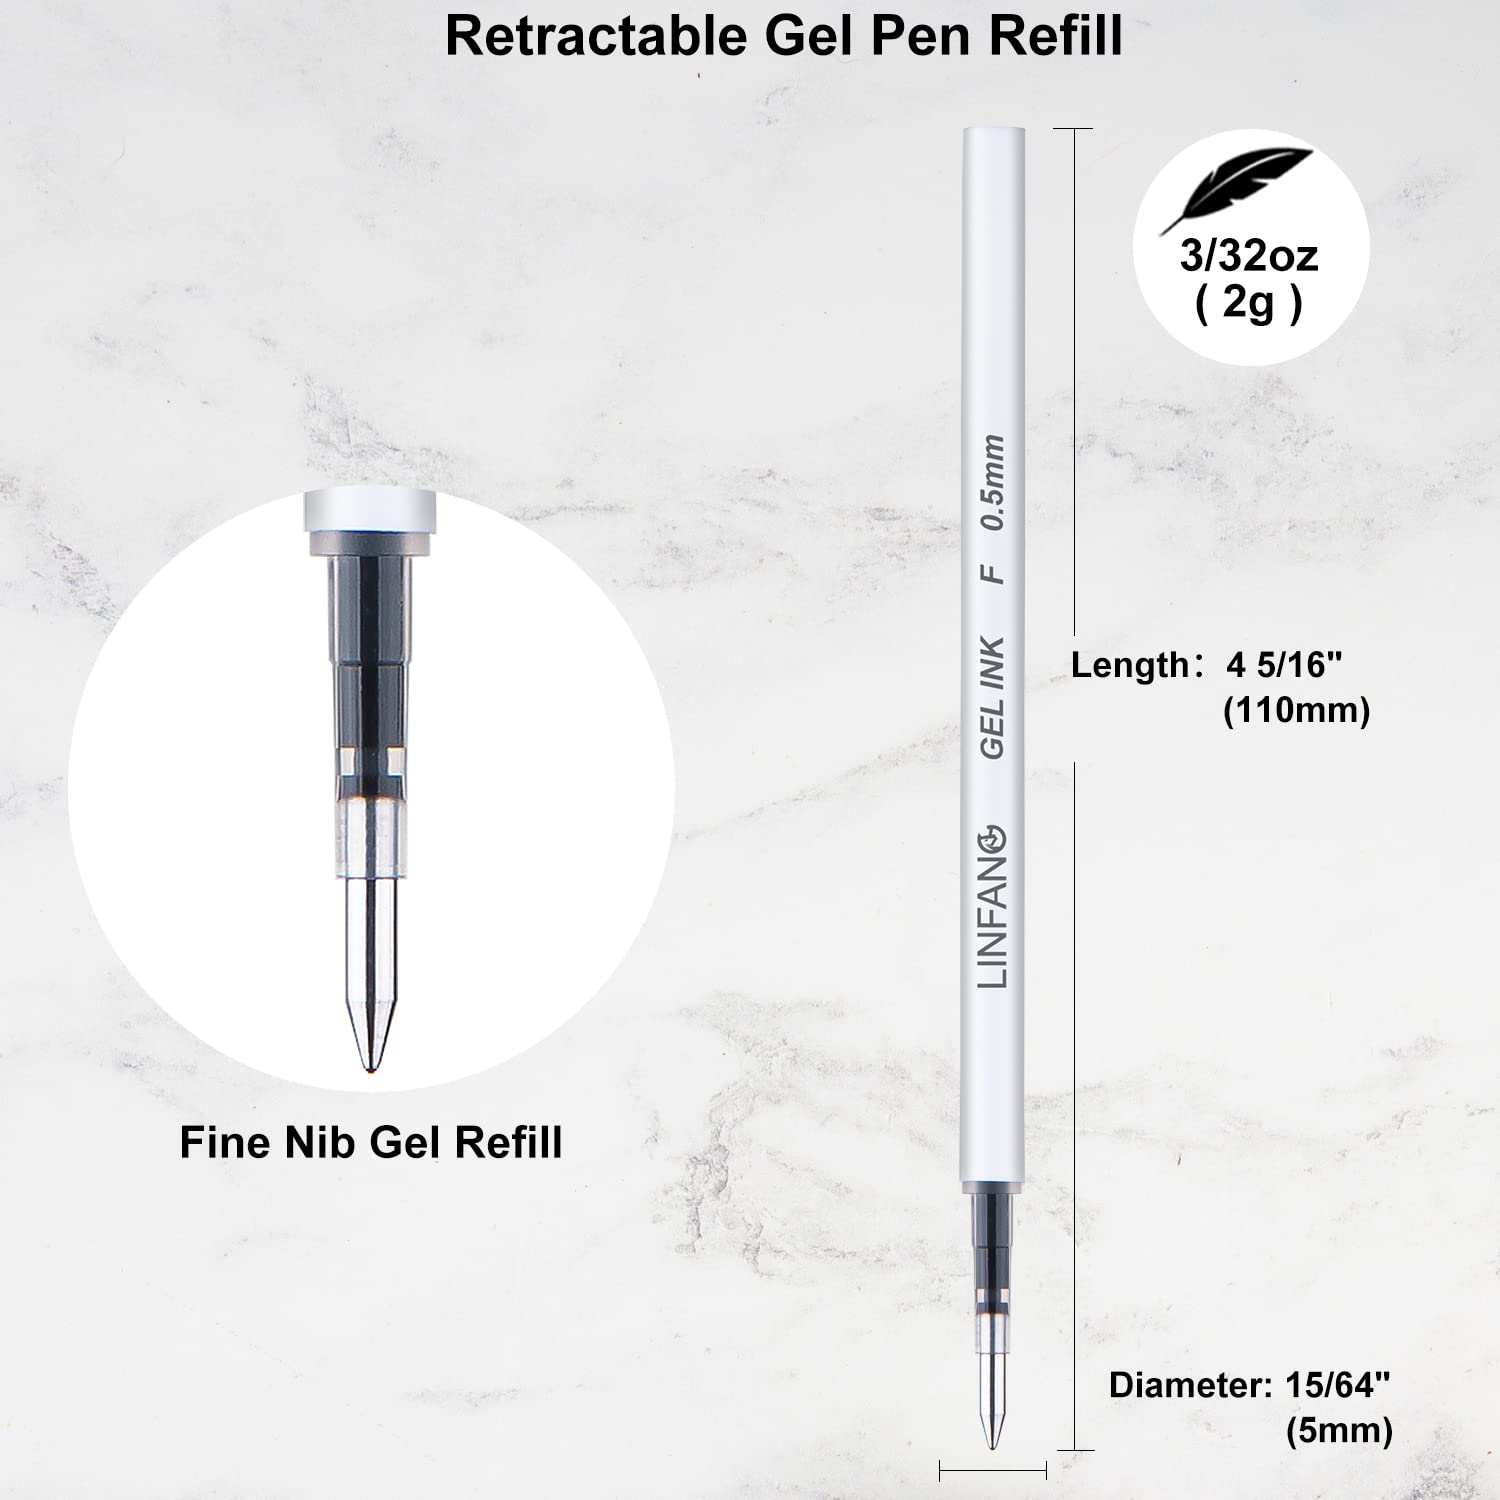 Retractable Gel Pen Refill
3/32oz
( 2g )
LINFANG GEL INK F 0.5mm
Length: 4 5/16"
(110mm)
Fine Nib Gel Refill
Diameter: 15/64"
(5mm)